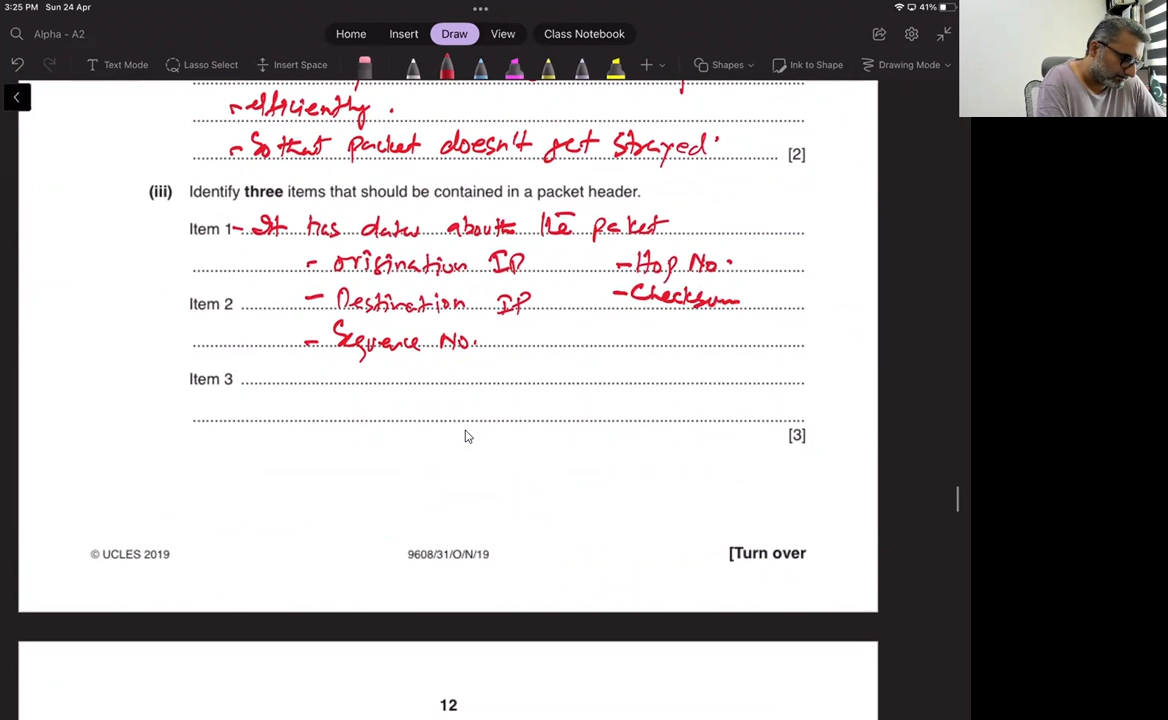 3:25 PM Sun 24 Apr
41%
Alpha - A2
Home Insert Draw View Class Notebook
Text Mode Lasso Select Insert Space Shapes Ink to Shape Drawing Mode
- efficiently .
- So that packet doesn't get strayed.
[2]
(iii) Identify three items that should be contained in a packet header.
Item 1 - It has data about the packet
- origination IP - Hop No.
Item 2 - Destination IP - Checksum
- Sequence No.
Item 3
[3]
© UCLES 2019 9608/31/O/N/19 [Turn over
12